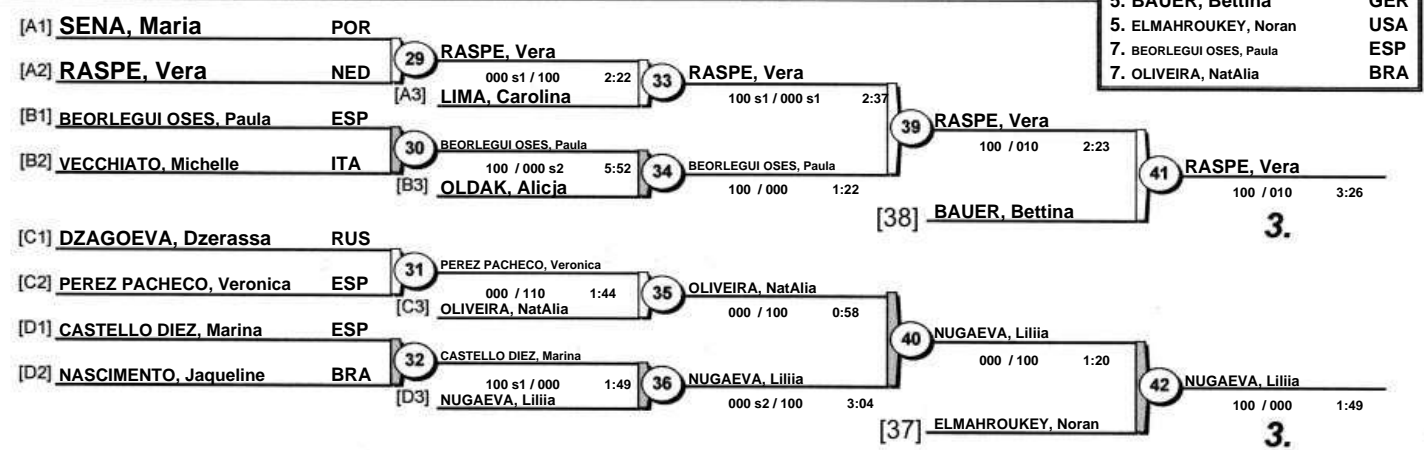 5. BAUER, Bettina GER
5. ELMAHROUKEY, Noran USA
7. BEORLEGUI OSES, Paula ESP
7. OLIVEIRA, NatAlia BRA
[A1] SENA, Maria POR
[A2] RASPE, Vera NED
29 RASPE, Vera
000 s1 / 100 2:22
[A3] LIMA, Carolina
33 RASPE, Vera
100 s1 / 000 s1 2:37
[B1] BEORLEGUI OSES, Paula ESP
[B2] VECCHIATO, Michelle ITA
30 BEORLEGUI OSES, Paula
100 / 000 s2 5:52
[B3] OLDAK, Alicja
34 BEORLEGUI OSES, Paula
100 / 000 1:22
39 RASPE, Vera
100 / 010 2:23
[38] BAUER, Bettina
41 RASPE, Vera
100 / 010 3:26
3.
[C1] DZAGOEVA, Dzerassa RUS
[C2] PEREZ PACHECO, Veronica ESP
31 PEREZ PACHECO, Veronica
000 / 110 1:44
[C3] OLIVEIRA, NatAlia
35 OLIVEIRA, NatAlia
000 / 100 0:58
[D1] CASTELLO DIEZ, Marina ESP
[D2] NASCIMENTO, Jaqueline BRA
32 CASTELLO DIEZ, Marina
100 s1 / 000 1:49
[D3] NUGAEVA, Liliia
36 NUGAEVA, Liliia
000 s2 / 100 3:04
40 NUGAEVA, Liliia
000 / 100 1:20
[37] ELMAHROUKEY, Noran
42 NUGAEVA, Liliia
100 / 000 1:49
3.